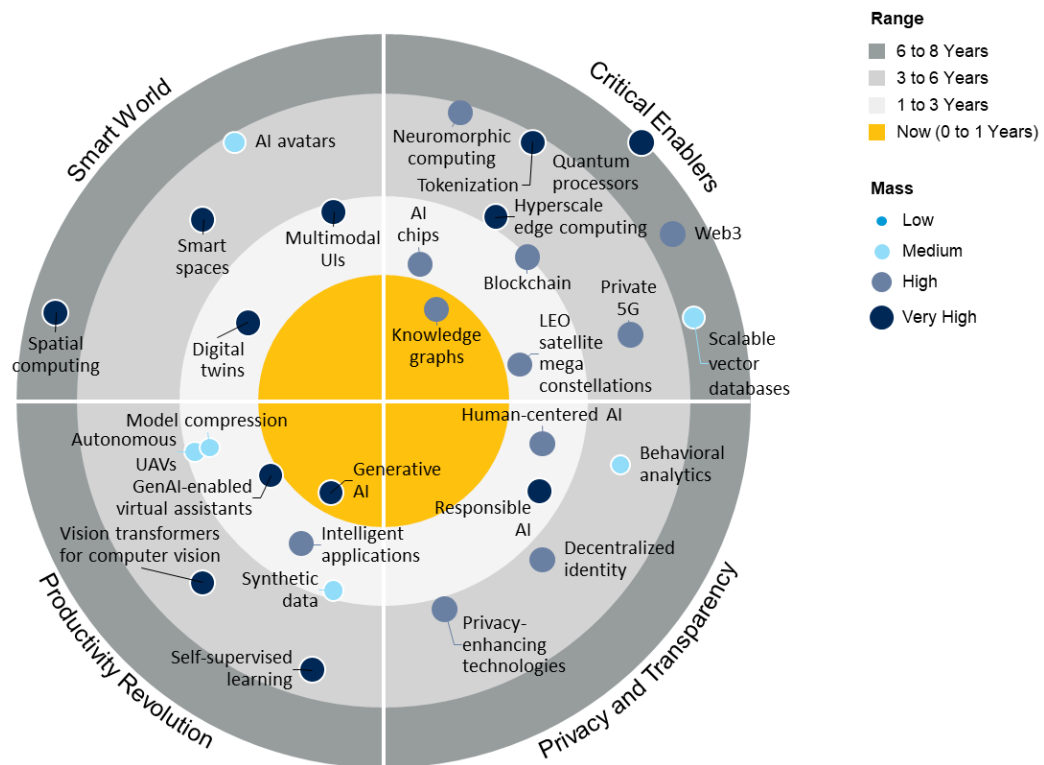 Smart World
Critical Enablers
Productivity Revolution
Privacy and Transparency
AI avatars
Smart
spaces
Multimodal
UIs
Spatial
computing
Digital
twins
Neuromorphic
computing
Tokenization
Quantum
processors
AI
chips
Hyperscale
edge computing
Blockchain
Web3
Private
5G
Knowledge
graphs
LEO
satellite
mega
constellations
Scalable
vector
databases
Model compression
Autonomous
UAVs
GenAI-enabled
virtual assistants
Generative
AI
Vision transformers
for computer vision
Intelligent
applications
Synthetic
data
Self-supervised
learning
Human-centered AI
Behavioral
analytics
Responsible
AI
Decentralized
identity
Privacy-
enhancing
technologies
Range
6 to 8 Years
3 to 6 Years
1 to 3 Years
Now (0 to 1 Years)
Mass
Low
Medium
High
Very High